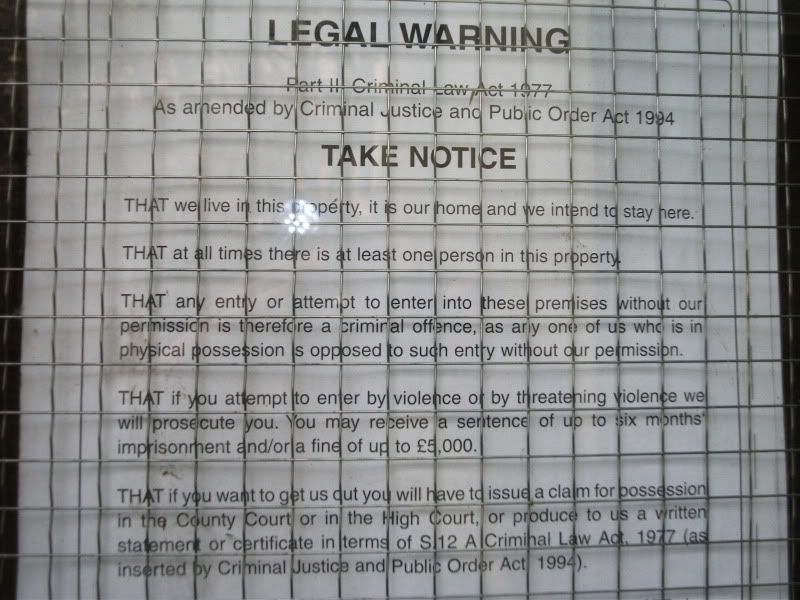 LEGAL WARNING
Part II Criminal Law Act 1977
As amended by Criminal Justice and Public Order Act 1994
TAKE NOTICE
THAT we live in this property, it is our home and we intend to stay here.
THAT at all times there is at least one person in this property.
THAT any entry or attempt to enter into these premises without our
permission is therefore a criminal offence, as any one of us who is in
physical possession is opposed to such entry without our permission.
THAT if you attempt to enter by violence or by threatening violence we
will prosecute you. You may receive a sentence of up to six months'
imprisonment and/or a fine of up to £5,000.
THAT if you want to get us out you will have to issue a claim for possession
in the County Court or in the High Court, or produce to us a written
statement or certificate in terms of S.12 A Criminal Law Act, 1977 (as
inserted by Criminal Justice and Public Order Act 1994).